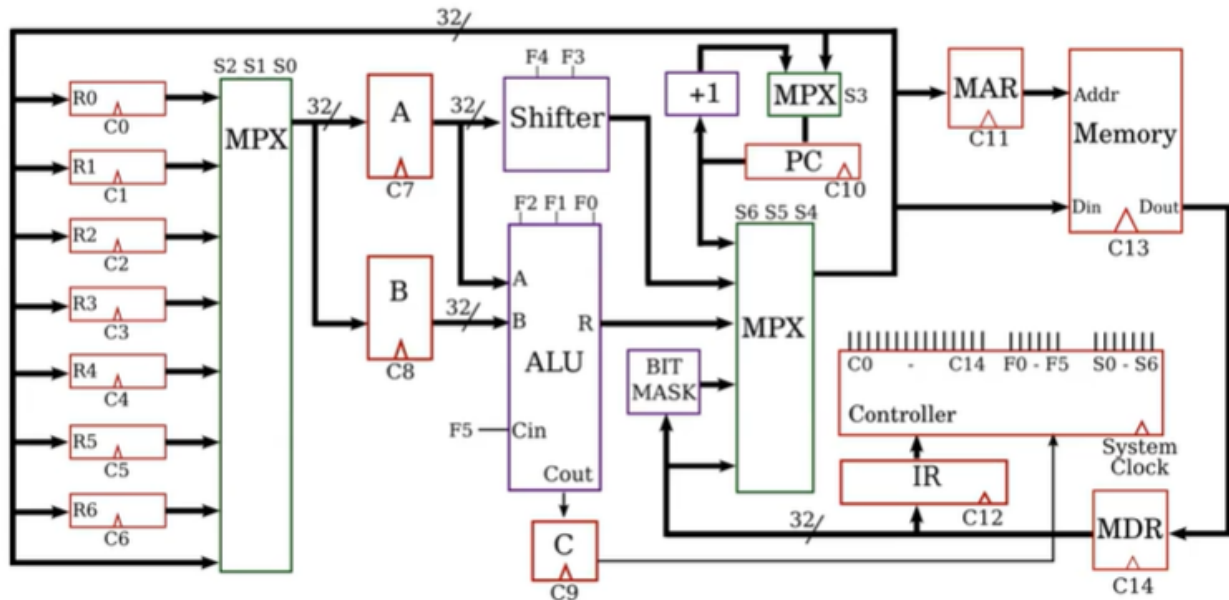 32/
S2 S1 S0
R0
C0
R1
C1
R2
C2
R3
C3
R4
C4
R5
C5
R6
C6
MPX
32/
A
C7
32/
B
C8
32/
F4 F3
Shifter
F2 F1 F0
A
B
R
ALU
F5
Cin
Cout
C
C9
+1
MPX
S3
PC
C10
S6 S5 S4
MPX
BIT
MASK
MAR
C11
Addr
Memory
Din Dout
C13
C0 - C14 F0 - F5 S0 - S6
Controller
System
Clock
IR
C12
32/
MDR
C14